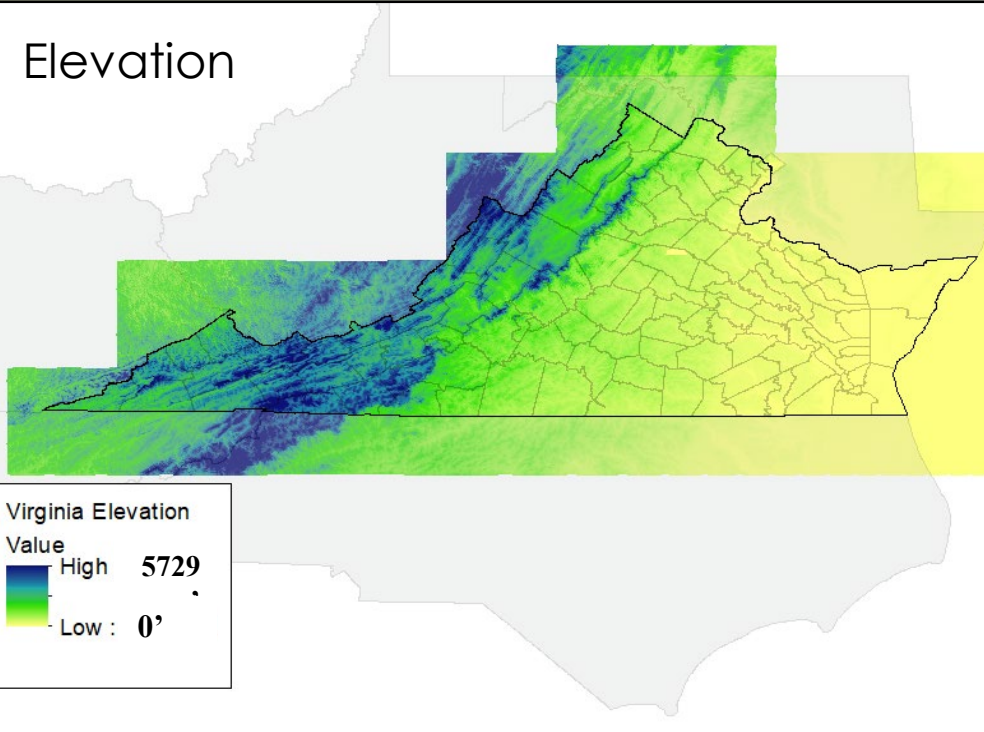 Elevation
Virginia Elevation
Value
High 5729
’
Low : 0’